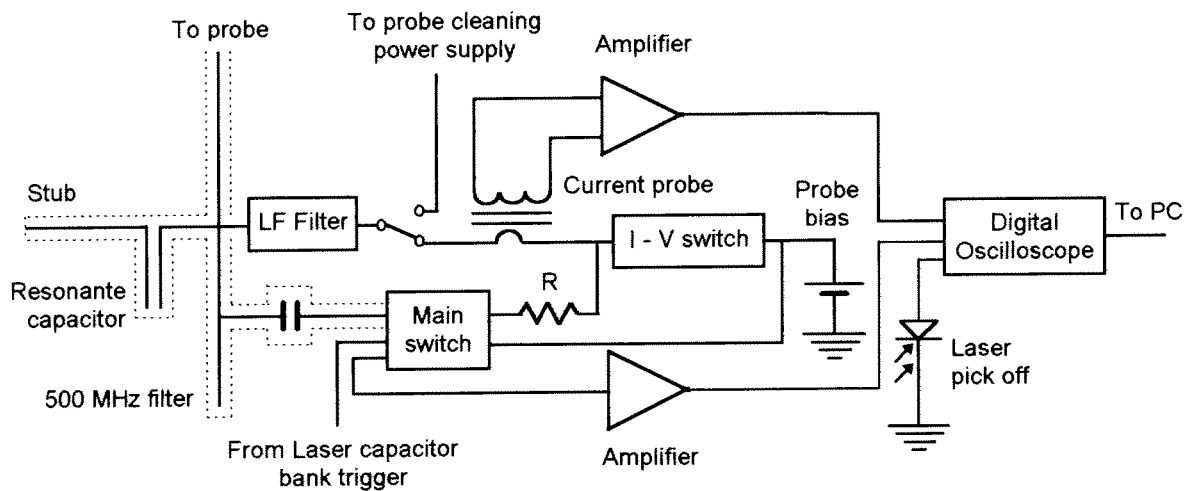 To probe
To probe cleaning
power supply
Amplifier
Stub
LF Filter
Current probe
I - V switch
Probe
bias
Digital
Oscilloscope
To PC
Resonante
capacitor
R
Main
switch
Laser
pick off
500 MHz filter
From Laser capacitor
bank trigger
Amplifier